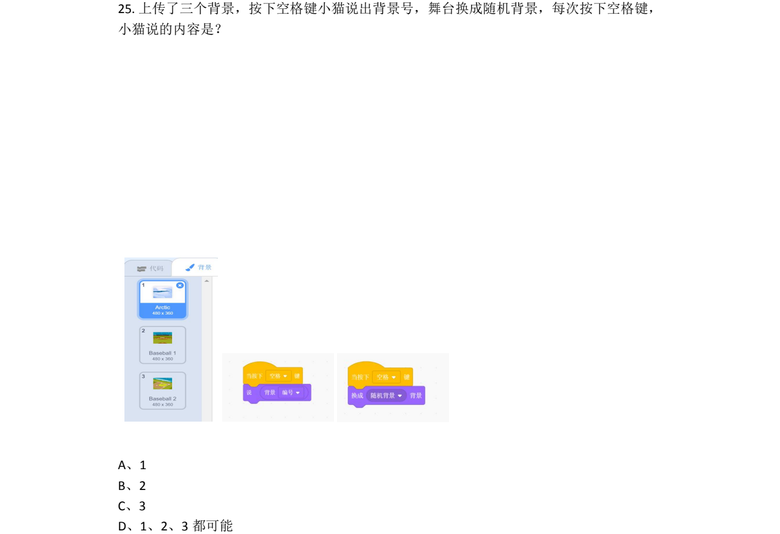 25. 上传了三个背景，按下空格键小猫说出背景号，舞台换成随机背景，每次按下空格键，
小猫说的内容是？
代码 背景
1
Arctic
480 x 360
2
Baseball 1
480 x 360
3
Baseball 2
480 x 360
当按下 空格 键
说 背景 编号
当按下 空格 键
换成 随机背景 背景
A、1
B、2
C、3
D、1、2、3 都可能